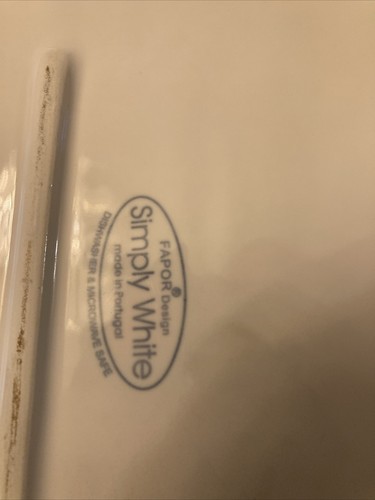 FAPOR® Design
Simply White
made in Portugal
DISHWASHER & MICROWAVE SAFE